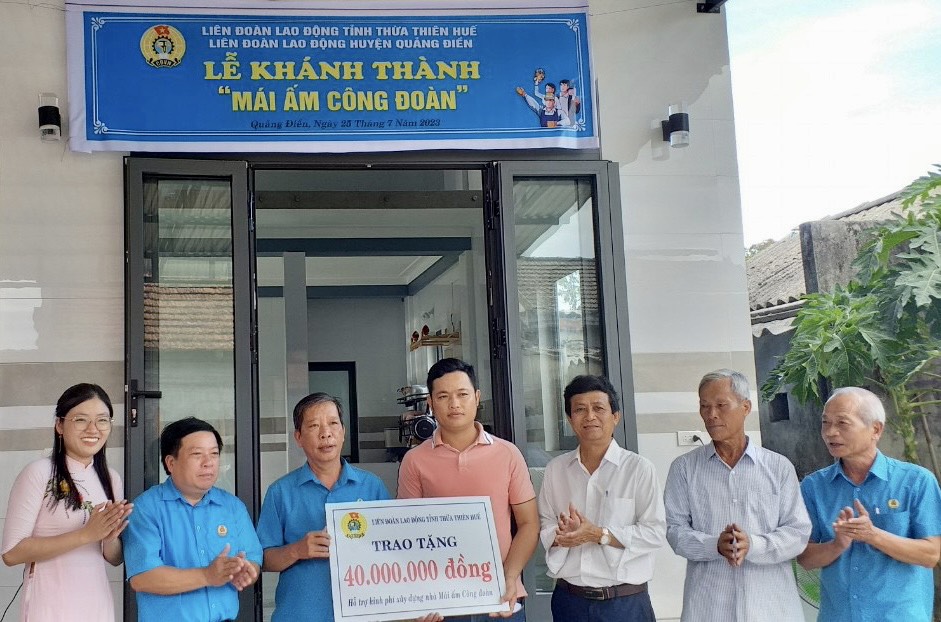 LIÊN ĐOÀN LAO ĐỘNG TỈNH THỪA THIÊN HUẾ
LIÊN ĐOÀN LAO ĐỘNG HUYỆN QUẢNG ĐIỀN
LỄ KHÁNH THÀNH
“MÁI ẤM CÔNG ĐOÀN”
Quảng Điền, Ngày 25 Tháng 7 Năm 2023
LIÊN ĐOÀN LAO ĐỘNG TỈNH THỪA THIÊN HUẾ
TRAO TẶNG
40.000.000 đồng
Hỗ trợ kinh phí xây dựng nhà Mái ấm Công đoàn